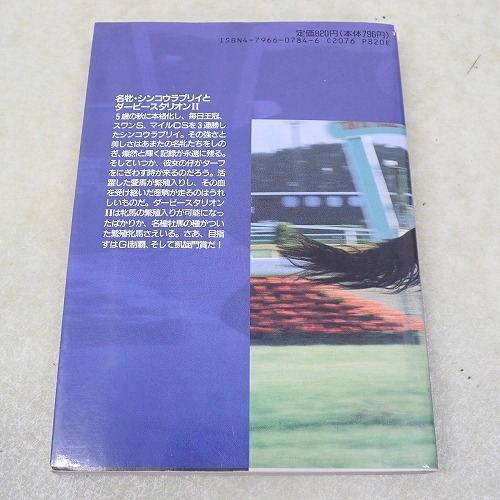 定価820円(本体796円)
ISBN4-7966-0784-6 C2076 P820E
名牝・シンコウラブリイと
ダービースタリオンⅡ
5歳の秋に本格化し、毎日王冠、
スワンS、マイルCSを3連勝し
たシンコウラブリイ。その強さと
美しさはあまたの名牝たちをしの
ぎ、燦然と輝く記録が永遠に残る。
そしていつか、彼女の仔がターフ
をにぎわす時が来るのだろう。活
躍した愛馬が繁殖入りし、その血
を受け継いだ産駒が走るのはうれ
しいものだ。ダービースタリオン
Ⅱは牝馬の繁殖入りが可能になっ
たばかりか、名種牡馬の種がついた
繁殖牝馬さえいる。さあ、目指
すはGⅠ制覇、そして凱旋門賞だ！